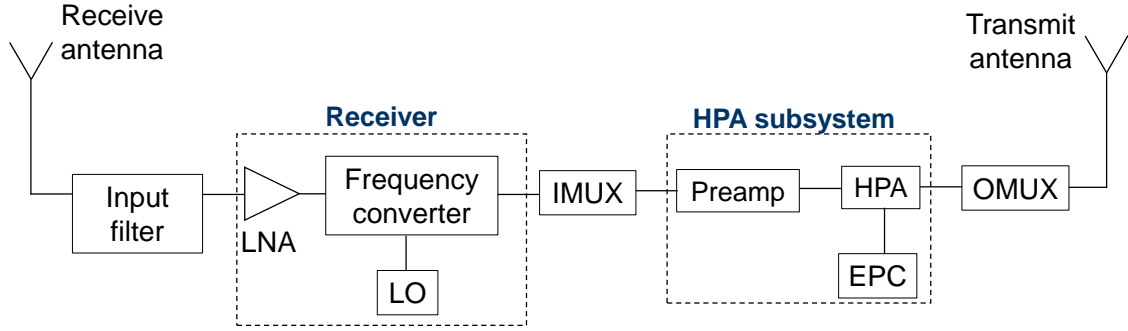 Receive
antenna
Transmit
antenna
Receiver
HPA subsystem
Input
filter
LNA
Frequency
converter
LO
IMUX
Preamp
HPA
EPC
OMUX